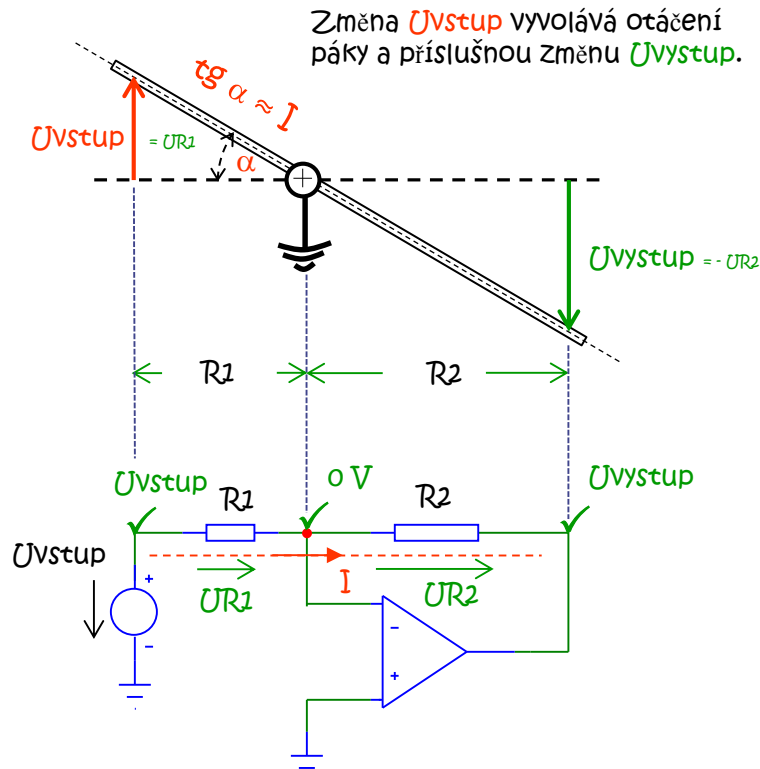 Změna Uvstup vyvolává otáčení
páky a příslušnou změnu Uvystup.
tg α ≈ I
Uvstup = UR1
α
Uvystup = - UR2
R1
R2
Uvstup
0 V
Uvystup
R1
R2
Uvstup
I
UR1
UR2
+
-
-
+